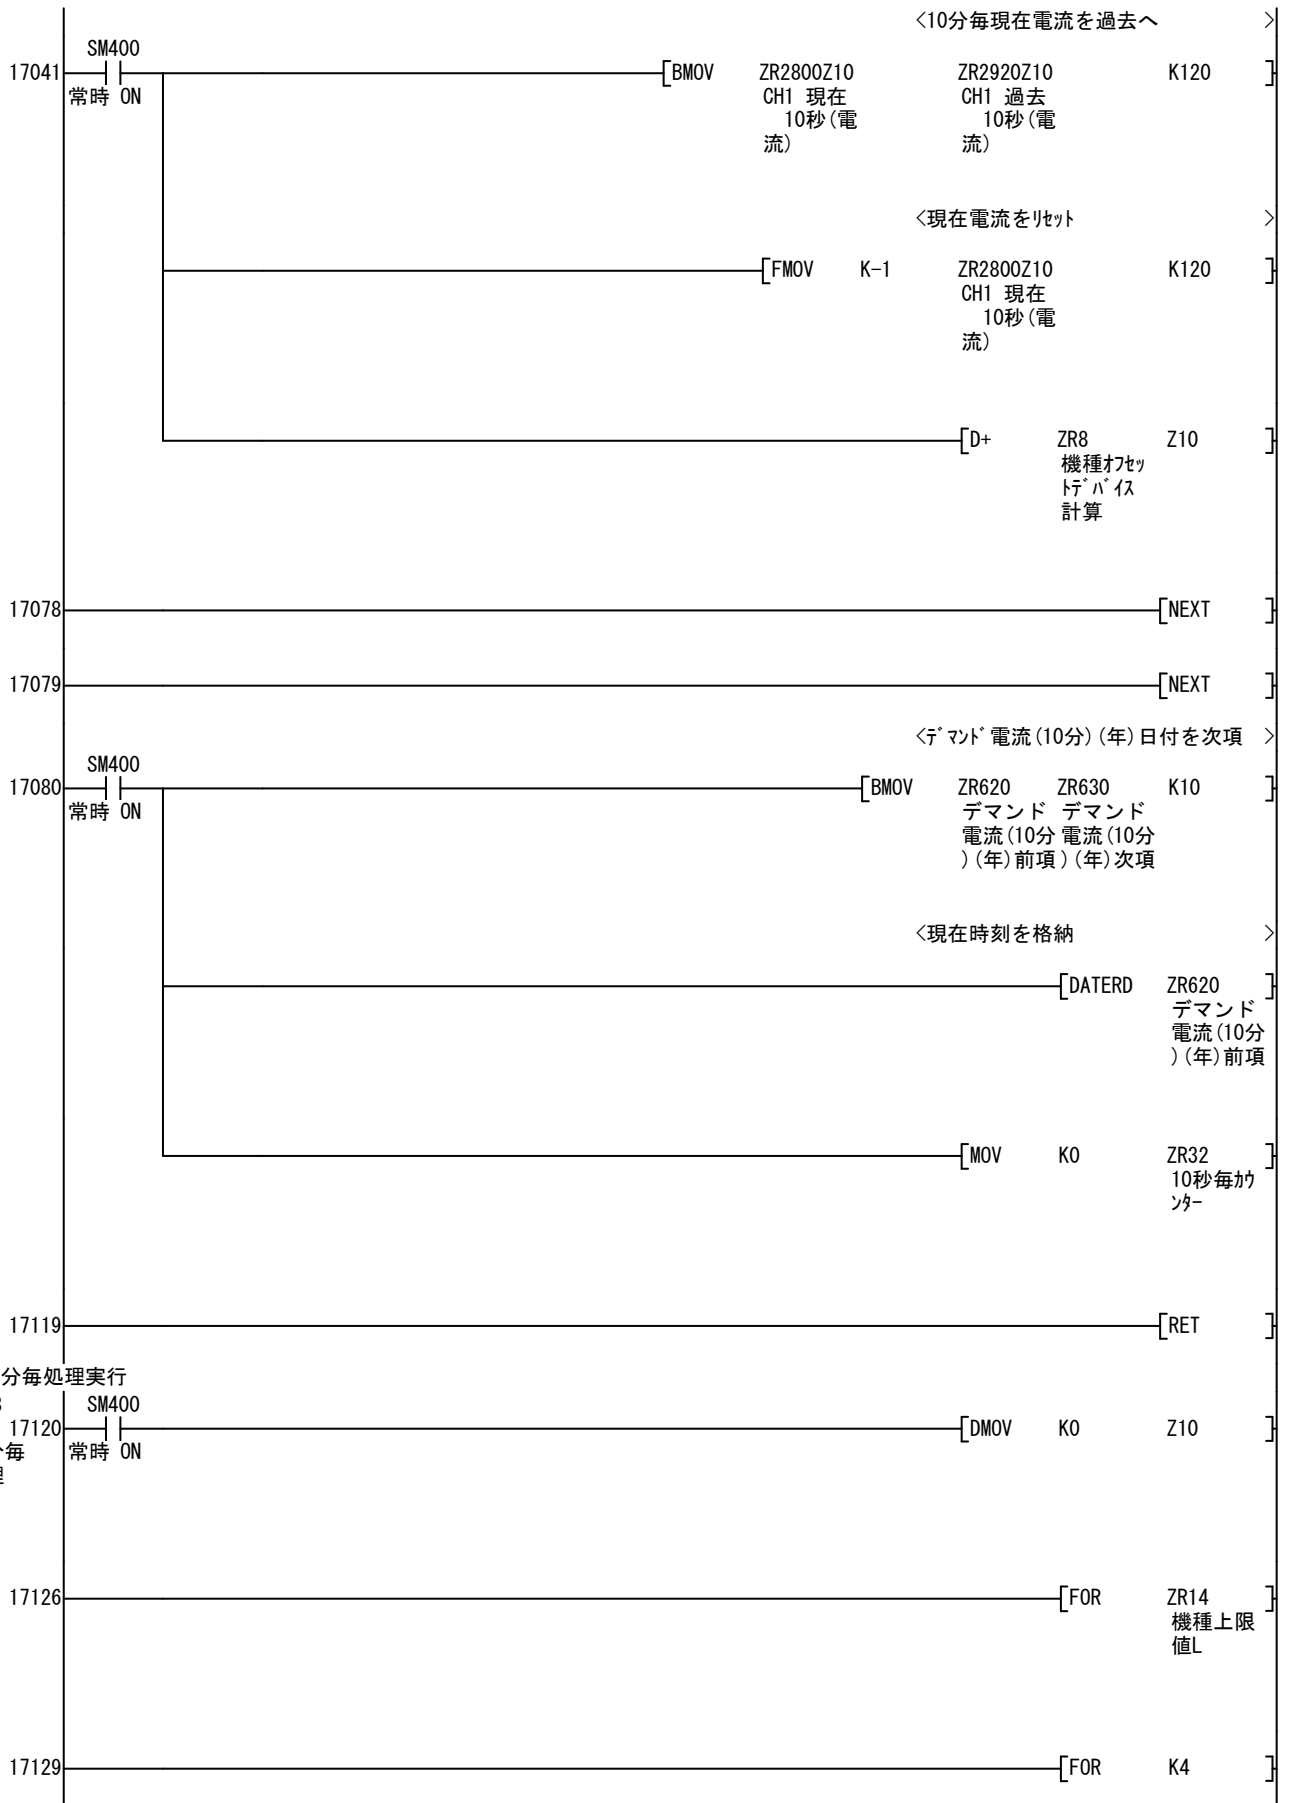 <10分毎現在電流を過去へ >
SM400
17041 [BMOV ZR2800Z10 ZR2920Z10 K120 ]
常時 ON CH1 現在 CH1 過去
10秒(電 10秒(電
流) 流)
<現在電流をﾘｾｯﾄ >
[FMOV K-1 ZR2800Z10 K120 ]
CH1 現在
10秒(電
流)
[D+ ZR8 Z10 ]
機種ｵﾌｾｯ
ﾄﾃﾞﾊﾞｲｽ
計算
17078 [NEXT ]
17079 [NEXT ]
<ﾃﾞﾏﾝﾄﾞ電流(10分)(年)日付を次項 >
SM400
17080 [BMOV ZR620 ZR630 K10 ]
常時 ON デマンド デマンド
電流(10分 電流(10分
)(年)前項 )(年)次項
<現在時刻を格納 >
[DATERD ZR620 ]
デマンド
電流(10分
)(年)前項
[MOV K0 ZR32 ]
10秒毎ｶｳ
ﾝﾀｰ
17119 [RET ]
分毎処理実行
SM400
17120 [DMOV K0 Z10 ]
毎 常時 ON
17126 [FOR ZR14 ]
機種上限
値L
17129 [FOR K4 ]